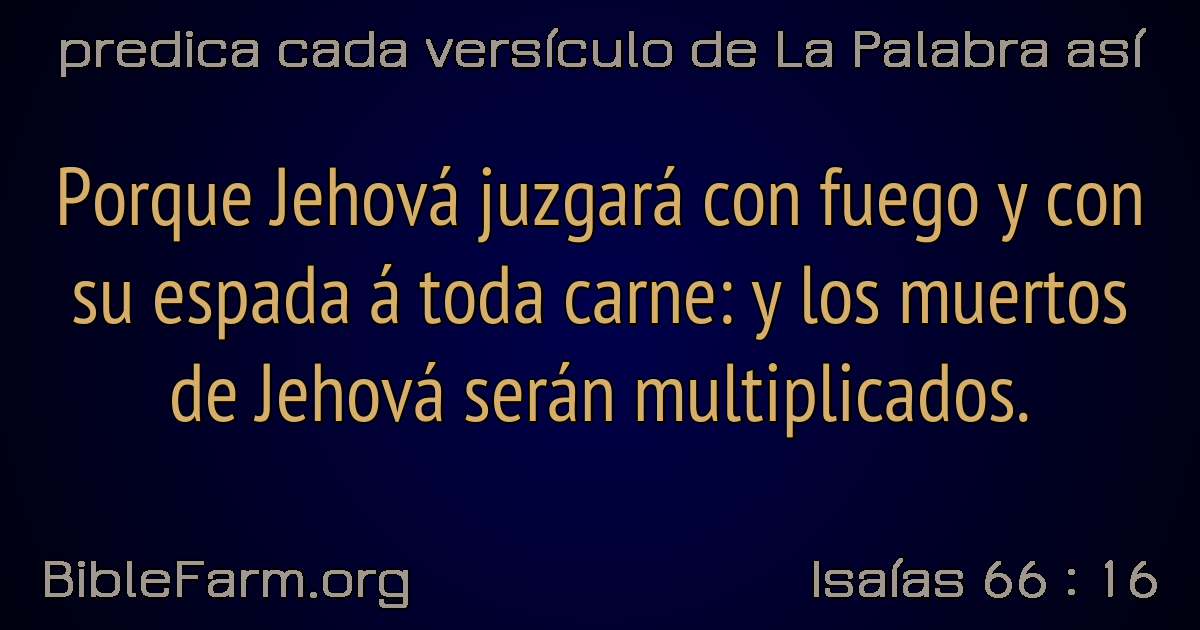 predica cada versículo de La Palabra así
Porque Jehová juzgará con fuego y con
su espada á toda carne: y los muertos
de Jehová serán multiplicados.
BibleFarm.org
Isaías 66 : 16